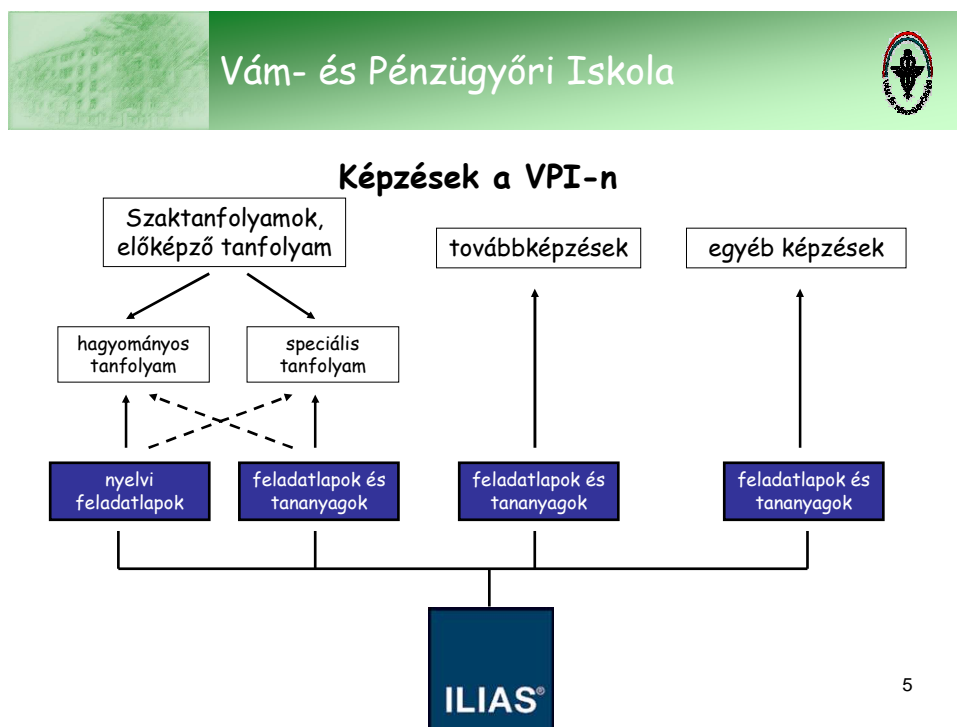 Vám- és Pénzügyőri Iskola
Képzések a VPI-n
Szaktanfolyamok,
előképző tanfolyam
továbbképzések
egyéb képzések
hagyományos
tanfolyam
speciális
tanfolyam
nyelvi
feladatlapok
feladatlapok és
tananyagok
feladatlapok és
tananyagok
feladatlapok és
tananyagok
ILIAS®
5